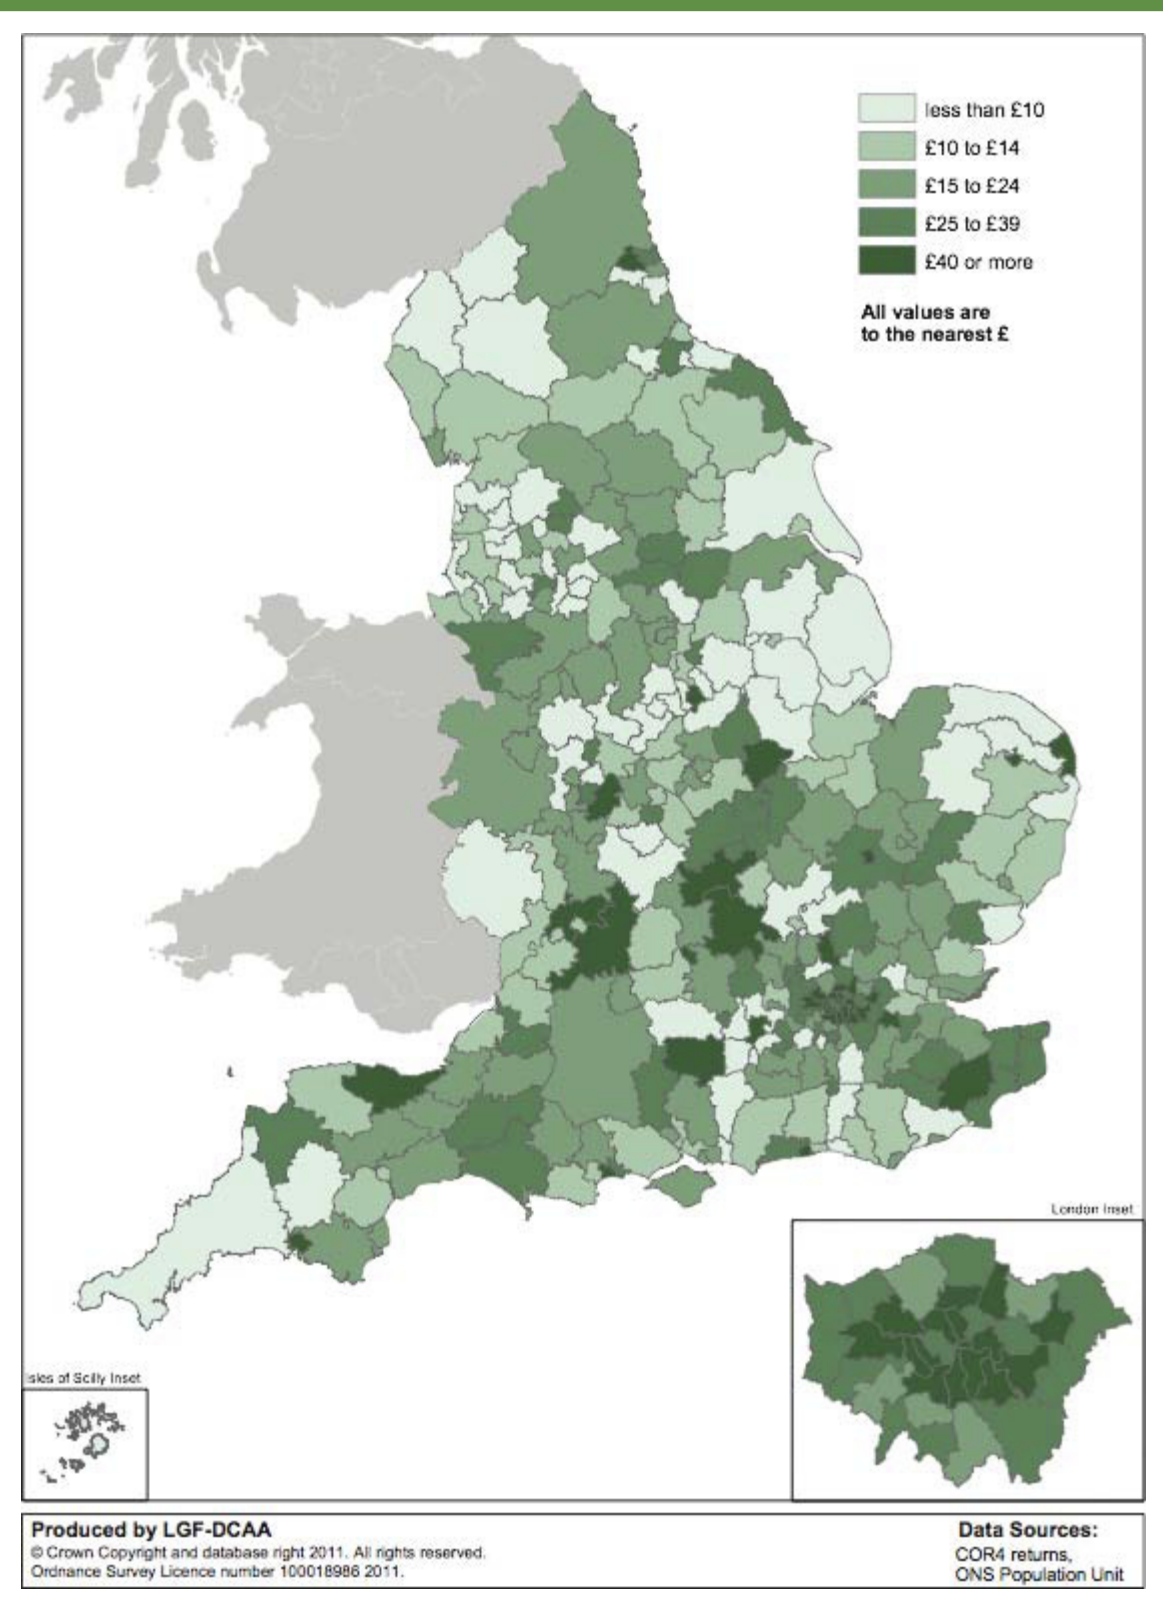 less than £10
£10 to £14
£15 to £24
£25 to £39
£40 or more
All values are
to the nearest £
London Inset
Isles of Scilly Inset
Produced by LGF-DCAA
© Crown Copyright and database right 2011. All rights reserved.
Ordnance Survey Licence number 100018986 2011.
Data Sources:
COR4 returns,
ONS Population Unit